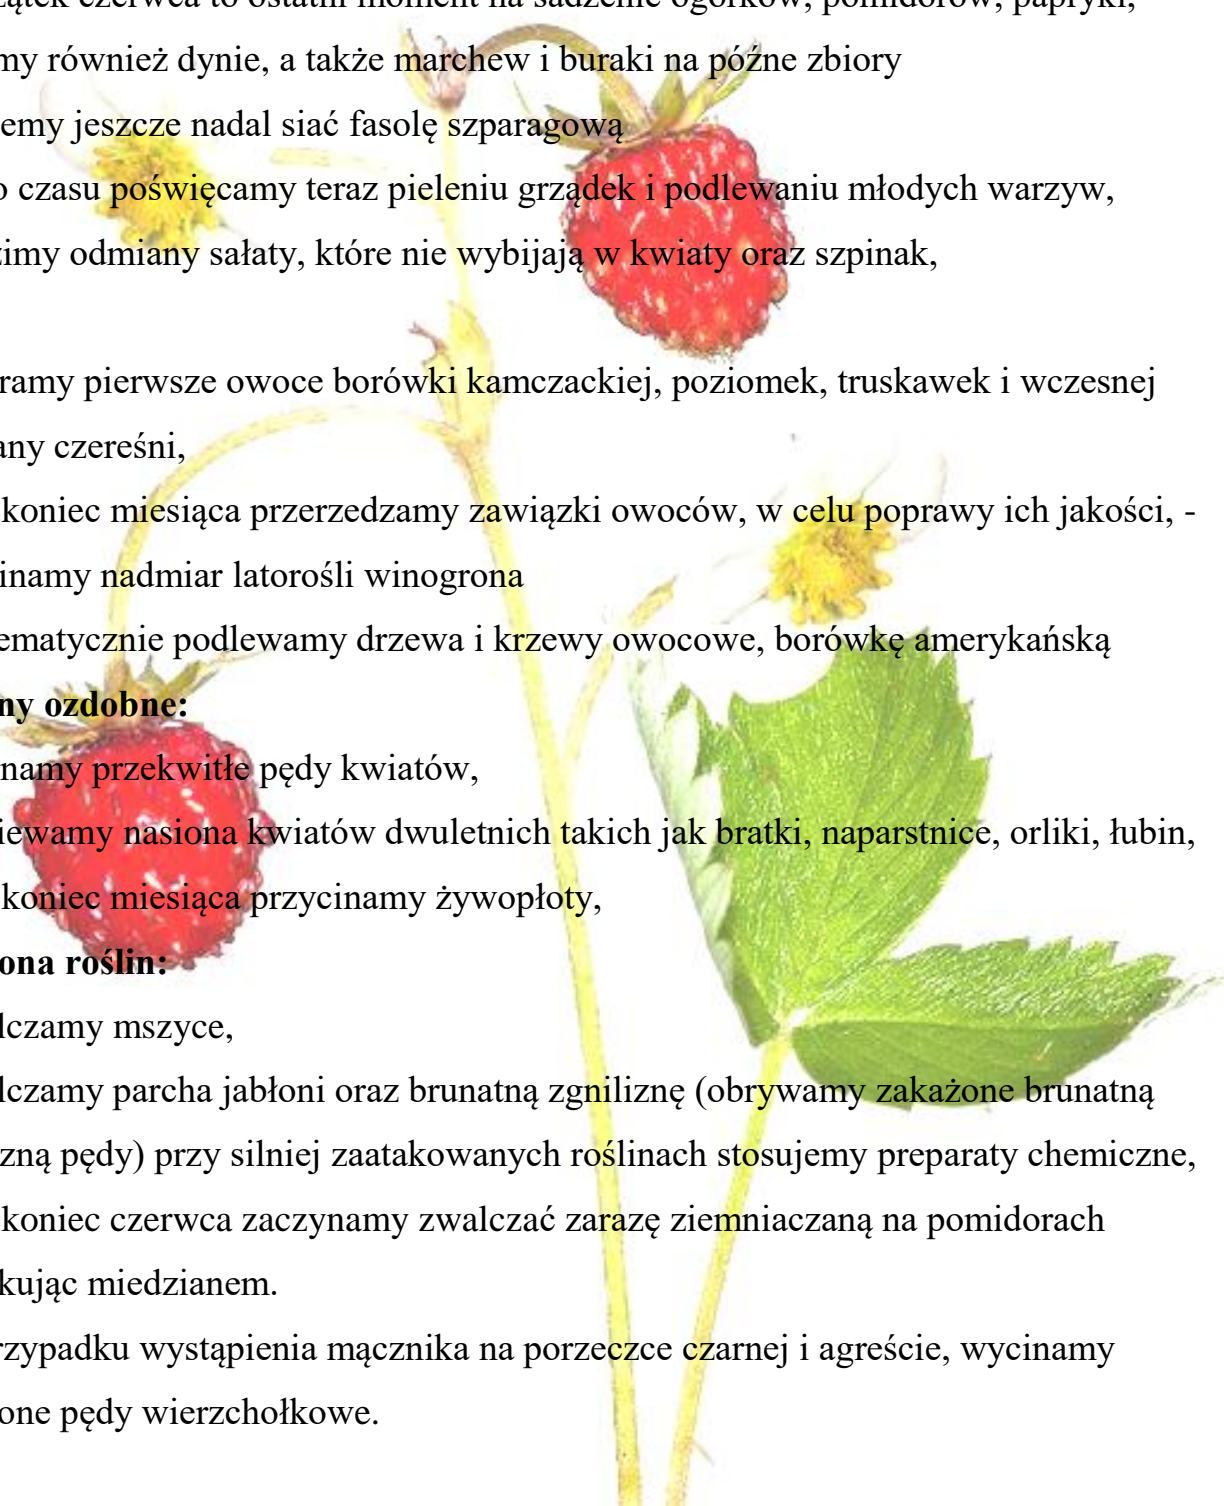 ątek czerwca to ostatni moment na sadzenie ogórków, pomidorów, papryki,
my również dynie, a także marchew i buraki na późne zbiory
emy jeszcze nadal siać fasolę szparagową
o czasu poświęcamy teraz pieleniu grządek i podlewaniu młodych warzyw,
zimy odmiany sałaty, które nie wybijają w kwiaty oraz szpinak,
ramy pierwsze owoce borówki kamczackiej, poziomek, truskawek i wczesnej
any czereśni,
koniec miesiąca przerzedzamy zawiązki owoców, w celu poprawy ich jakości, -
inamy nadmiar latorośli winogrona
ematycznie podlewamy drzewa i krzewy owocowe, borówkę amerykańską
ny ozdobne:
namy przekwitłe pędy kwiatów,
iewamy nasiona kwiatów dwuletnich takich jak bratki, naparstnice, orliki, łubin,
koniec miesiąca przycinamy żywopłoty,
ona roślin:
lczamy mszyce,
lczamy parcha jabłoni oraz brunatną zgniliznę (obrywamy zakażone brunatną
zną pędy) przy silniej zaatakowanych roślinach stosujemy preparaty chemiczne,
koniec czerwca zaczynamy zwalczać zarazę ziemniaczaną na pomidorach
kując miedzianem.
rzypadku wystąpienia mącznika na porzeczce czarnej i agreście, wycinamy
one pędy wierzchołkowe.